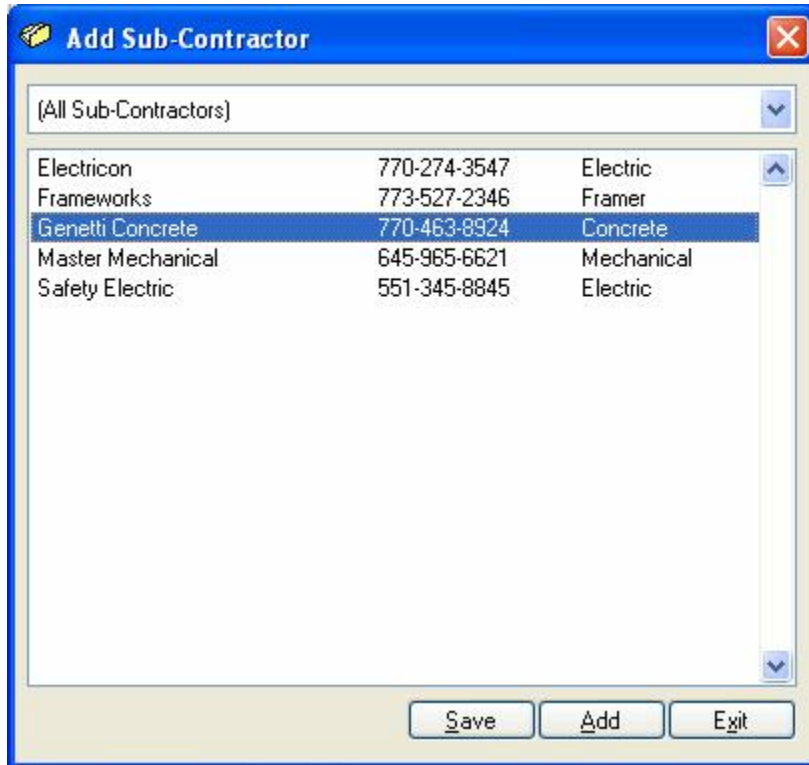 Add Sub-Contractor
(All Sub-Contractors)
Electricon 770-274-3547 Electric
Frameworks 773-527-2346 Framer
Genetti Concrete 770-463-8924 Concrete
Master Mechanical 645-965-6621 Mechanical
Safety Electric 551-345-8845 Electric
Save Add Exit